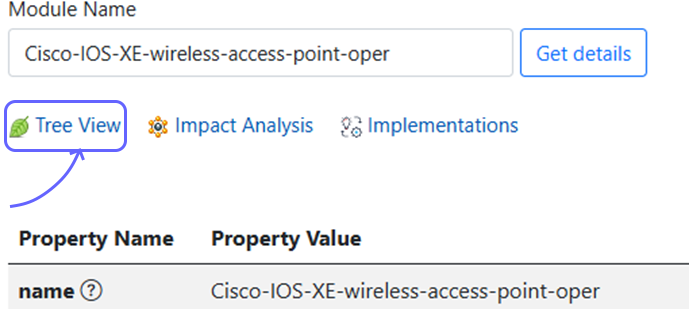 Module Name
Cisco-IOS-XE-wireless-access-point-oper Get details
Tree View Impact Analysis Implementations
Property Name Property Value
name ? Cisco-IOS-XE-wireless-access-point-oper